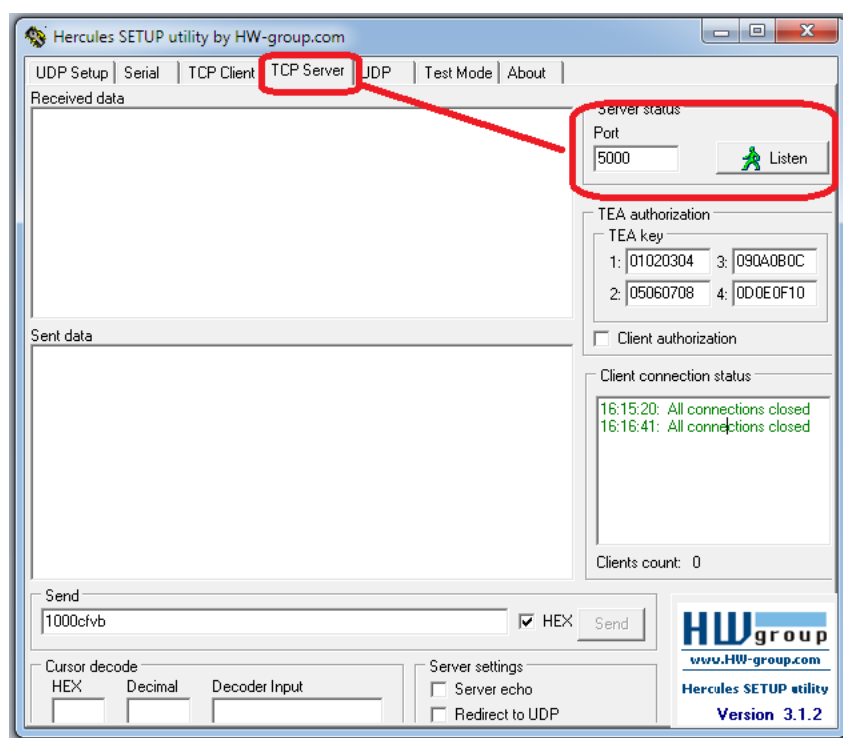 Hercules SETUP utility by HW-group.com
UDP Setup Serial TCP Client TCP Server UDP Test Mode About
Received data
Server status
Port
5000 Listen
TEA authorization
TEA key
1: 01020304 3: 090A0B0C
2: 05060708 4: 0D0E0F10
Client authorization
Sent data
Client connection status
16:15:20: All connections closed
16:16:41: All connections closed
Clients count: 0
Send
1000cfvb HEX Send
HWgroup
www.HW-group.com
Hercules SETUP utility
Version 3.1.2
Cursor decode
HEX Decimal Decoder Input
Server settings
Server echo
Redirect to UDP